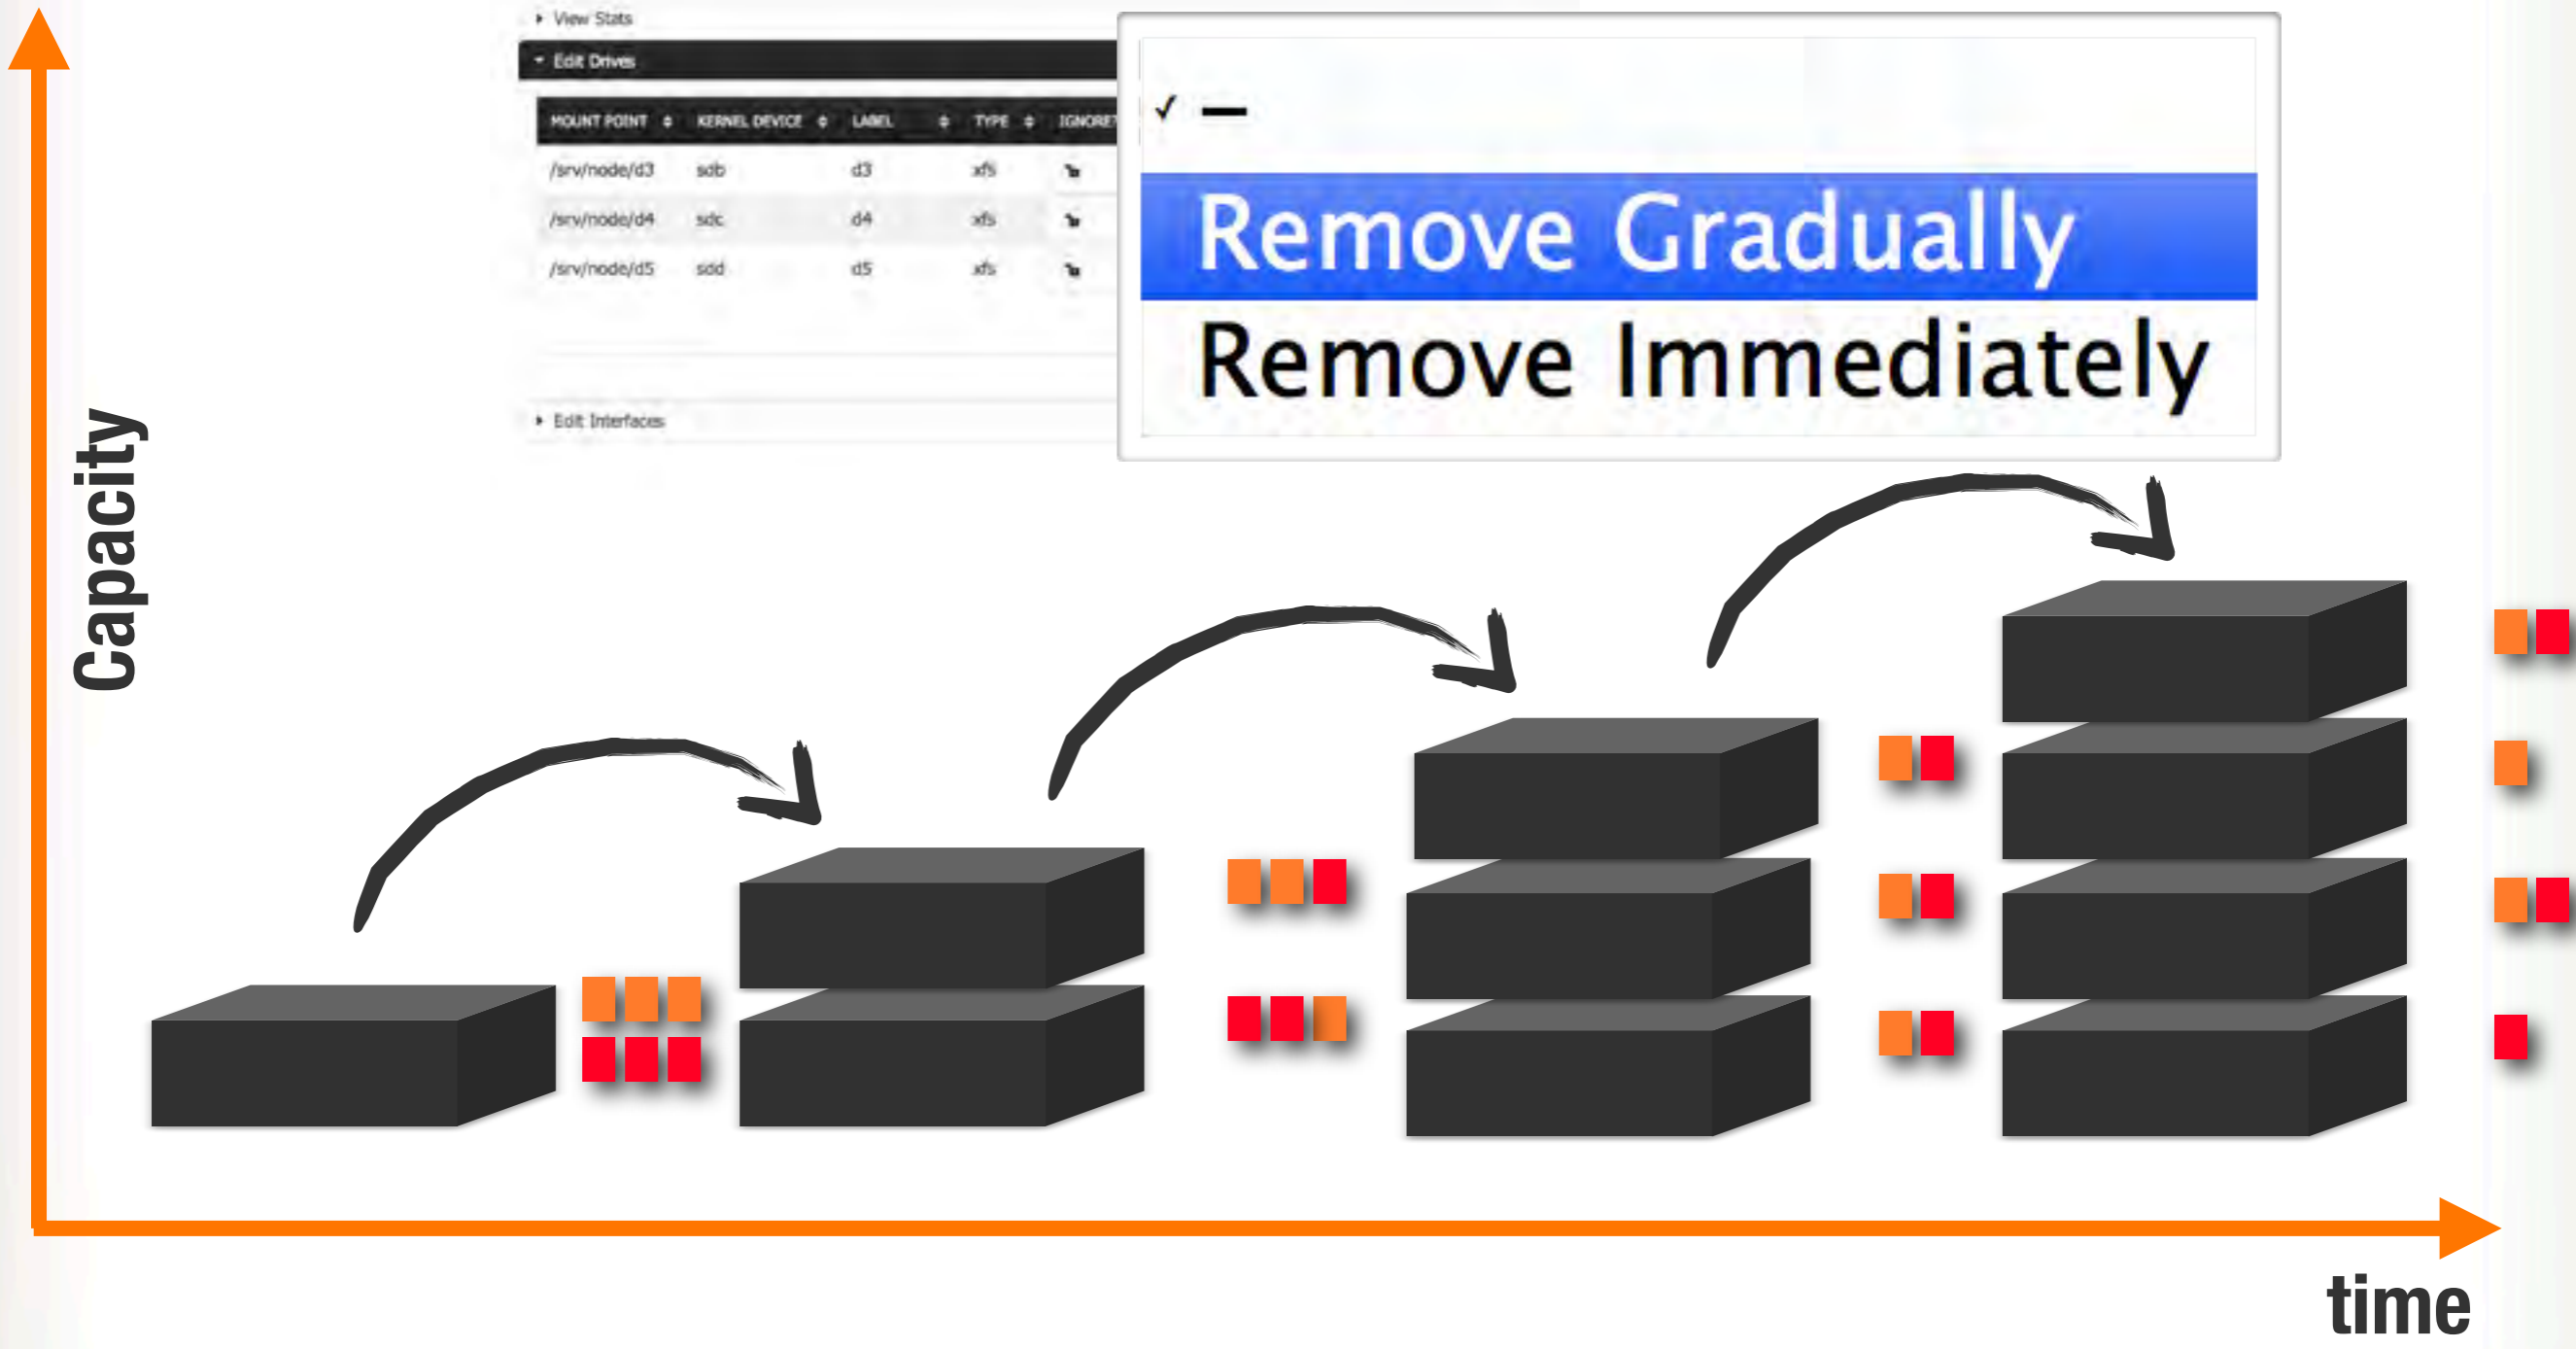 View Stats
Edit Drives
MOUNT POINT KERNEL DEVICE LABEL TYPE IGNORE?
/srv/node/d3 sdb d3 xfs
/srv/node/d4 sdc d4 xfs
/srv/node/d5 sdd d5 xfs
Edit Interfaces
✓ —
Remove Gradually
Remove Immediately
Capacity
time